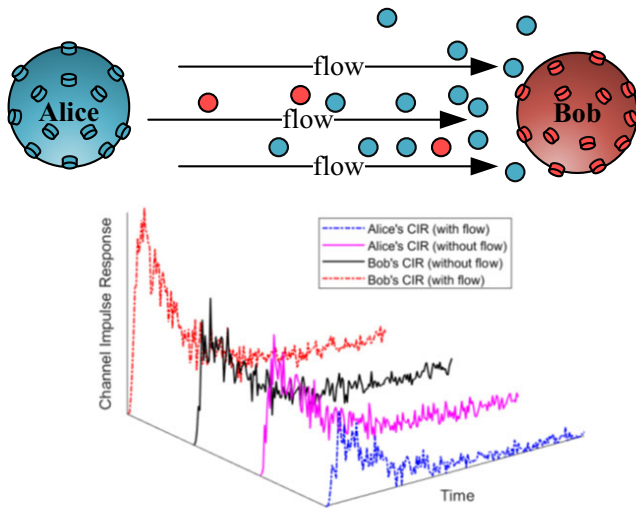 flow
Alice
flow
Bob
flow
Alice's CIR (with flow)
Alice's CIR (without flow)
Bob's CIR (without flow)
Bob's CIR (with flow)
Channel Impulse Response
Time